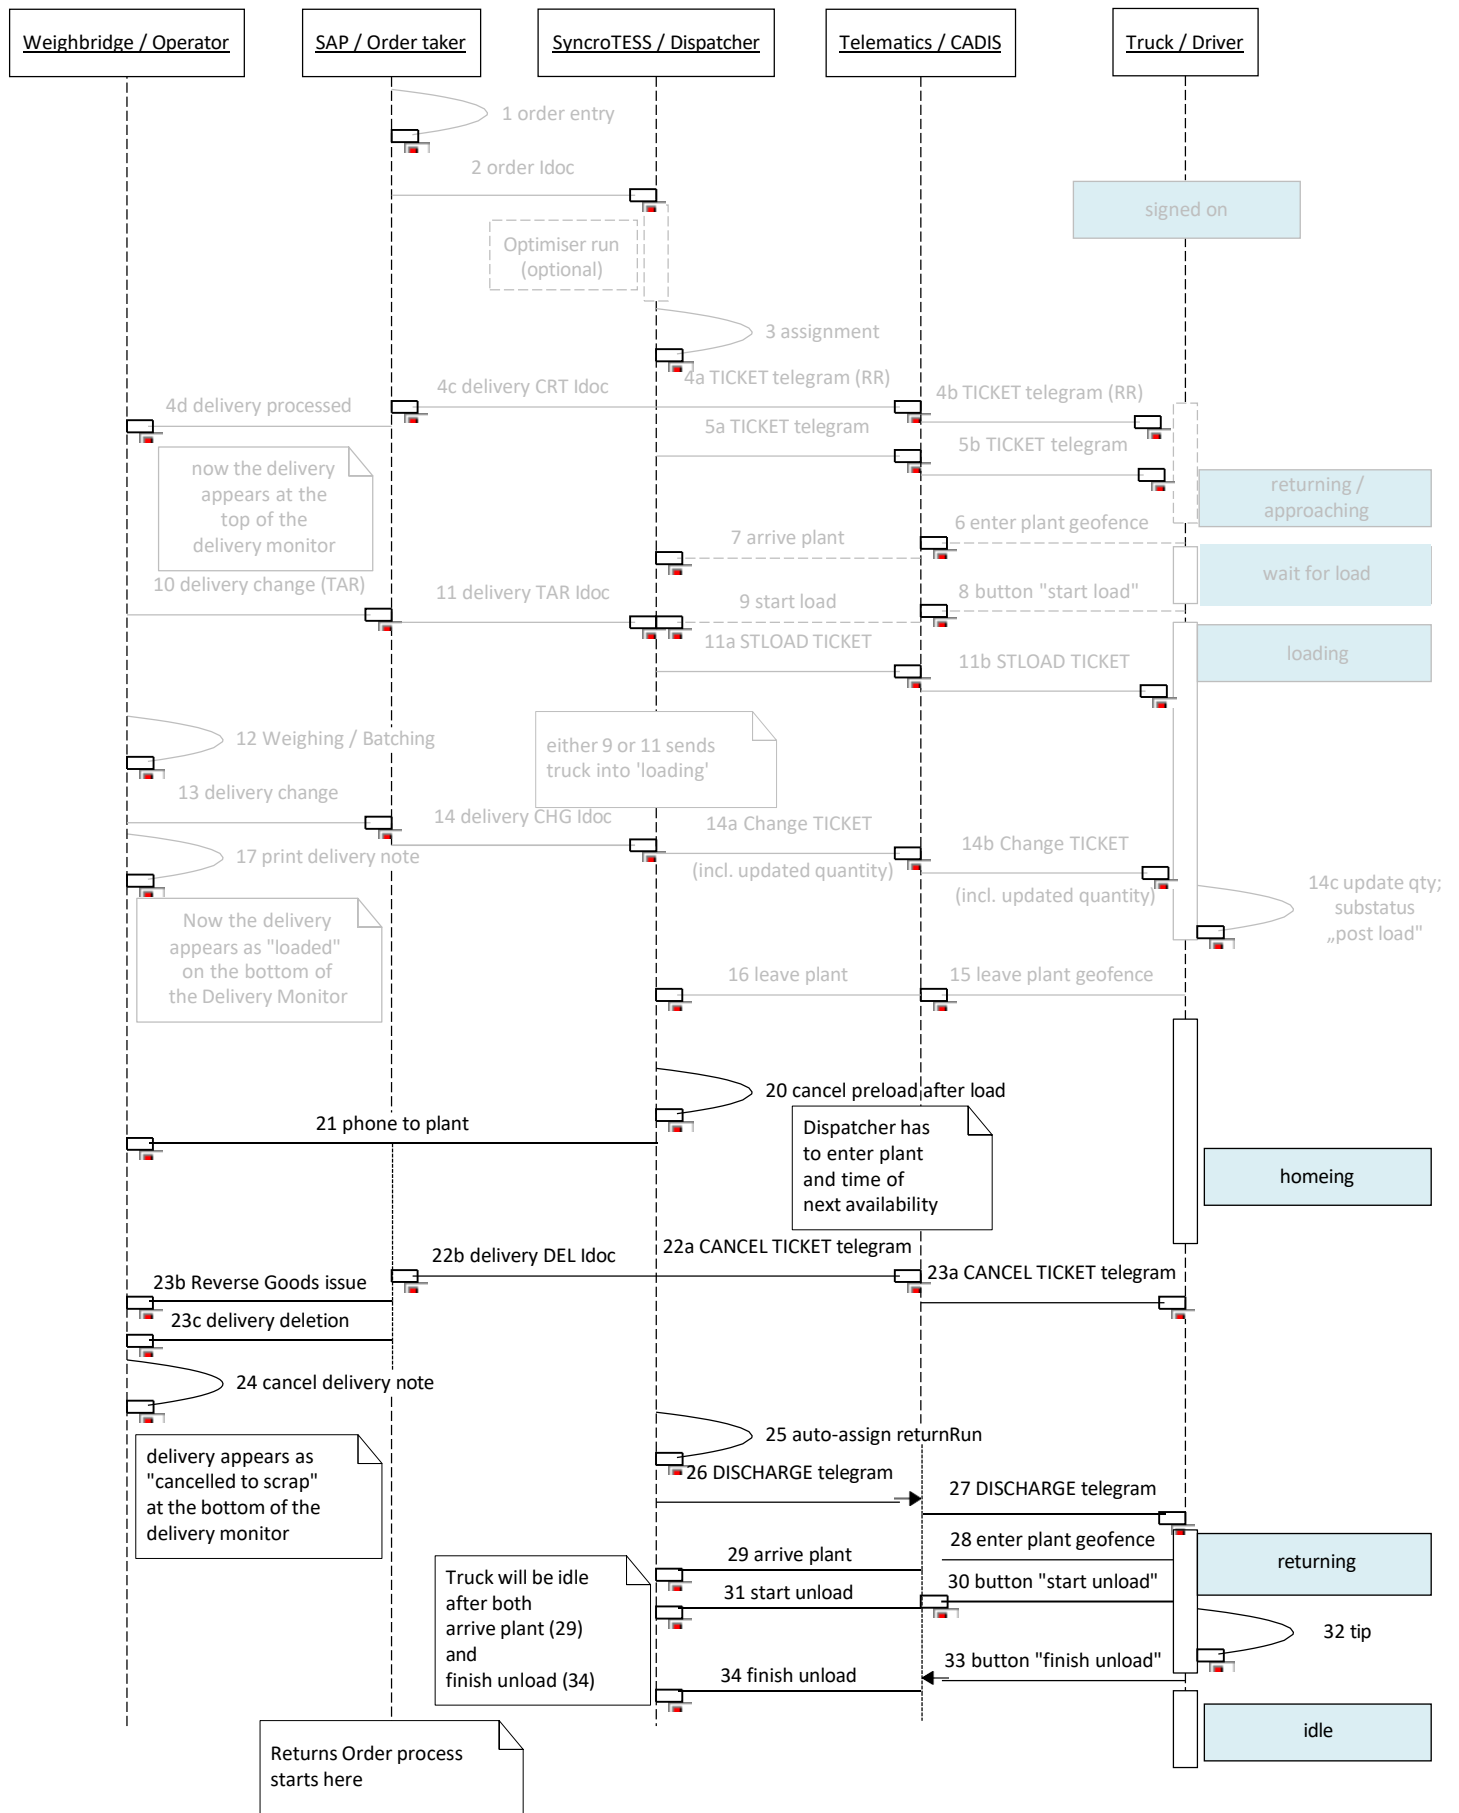 Weighbridge / Operator
SAP / Order taker
SyncroTESS / Dispatcher
Telematics / CADIS
Truck / Driver
1 order entry
2 order Idoc
signed on
Optimiser run
(optional)
3 assignment
4a TICKET telegram (RR)
4c delivery CRT Idoc
4b TICKET telegram (RR)
4d delivery processed
5a TICKET telegram
5b TICKET telegram
now the delivery
appears at the
top of the
delivery monitor
returning /
approaching
6 enter plant geofence
7 arrive plant
wait for load
10 delivery change (TAR)
11 delivery TAR Idoc
9 start load
8 button "start load"
11a STLOAD TICKET
11b STLOAD TICKET
loading
12 Weighing / Batching
either 9 or 11 sends
truck into 'loading'
13 delivery change
14 delivery CHG Idoc
14a Change TICKET
(incl. updated quantity)
14b Change TICKET
(incl. updated quantity)
17 print delivery note
14c update qty;
substatus
„post load"
Now the delivery
appears as "loaded"
on the bottom of
the Delivery Monitor
16 leave plant
15 leave plant geofence
20 cancel preload after load
21 phone to plant
Dispatcher has
to enter plant
and time of
next availability
homeing
22b delivery DEL Idoc
22a CANCEL TICKET telegram
23a CANCEL TICKET telegram
23b Reverse Goods issue
23c delivery deletion
24 cancel delivery note
25 auto-assign returnRun
delivery appears as
"cancelled to scrap"
at the bottom of the
delivery monitor
26 DISCHARGE telegram
27 DISCHARGE telegram
28 enter plant geofence
29 arrive plant
returning
Truck will be idle
after both
arrive plant (29)
and
finish unload (34)
30 button "start unload"
31 start unload
32 tip
33 button "finish unload"
34 finish unload
idle
Returns Order process
starts here